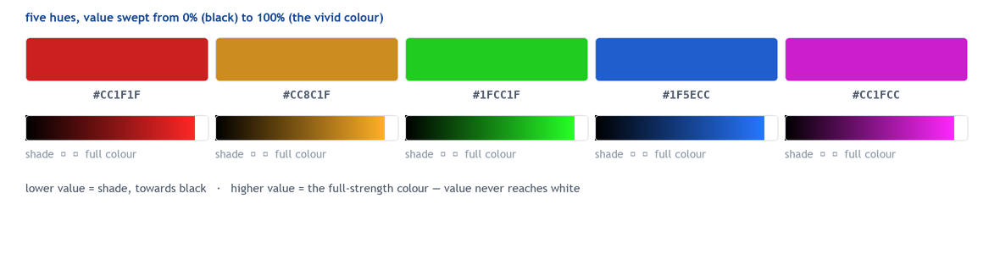 five hues, value swept from 0% (black) to 100% (the vivid colour)
#CC1F1F #CC8C1F #1FCC1F #1F5ECC #CC1FCC
shade ¤ ¤ full colour shade ¤ ¤ full colour shade ¤ ¤ full colour shade ¤ ¤ full colour shade ¤ ¤ full colour
lower value = shade, towards black · higher value = the full-strength colour — value never reaches white